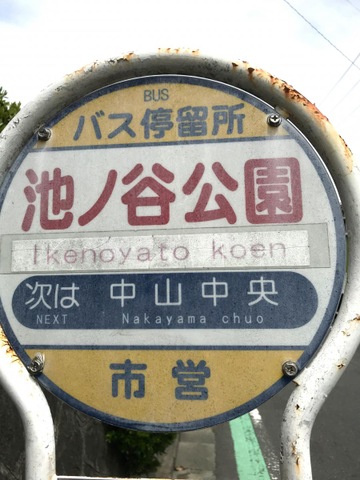 BUS
バス停留所
池ノ谷公園
Ikenoyato koen
次は 中山中央
NEXT Nakayama chuo
市営